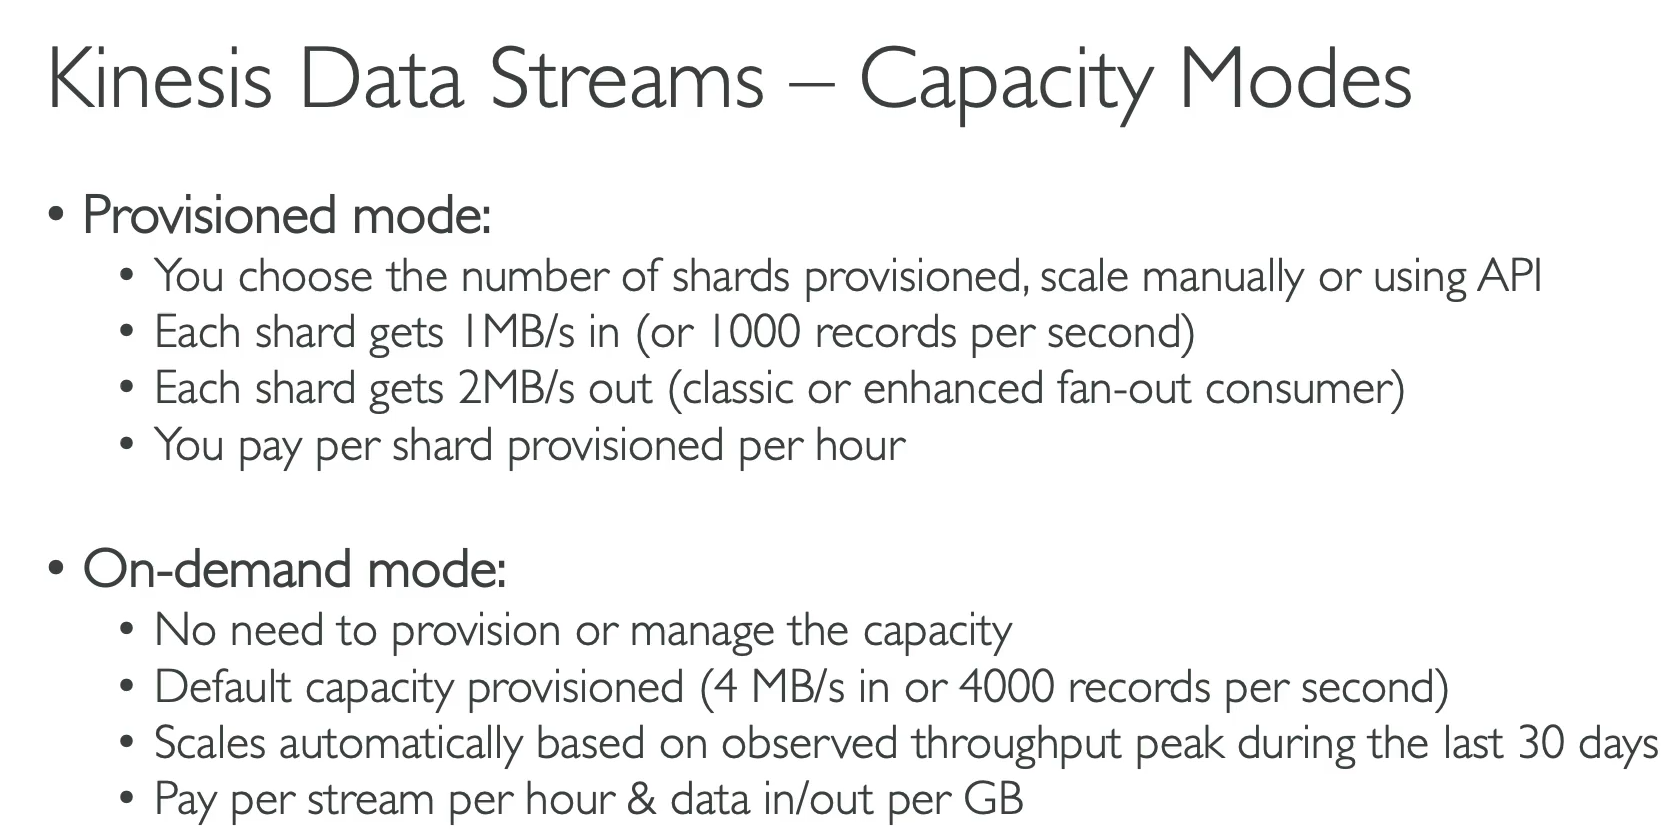 Kinesis Data Streams – Capacity Modes
• Provisioned mode:
• You choose the number of shards provisioned, scale manually or using API
• Each shard gets 1MB/s in (or 1000 records per second)
• Each shard gets 2MB/s out (classic or enhanced fan-out consumer)
• You pay per shard provisioned per hour
• On-demand mode:
• No need to provision or manage the capacity
• Default capacity provisioned (4 MB/s in or 4000 records per second)
• Scales automatically based on observed throughput peak during the last 30 days
• Pay per stream per hour & data in/out per GB